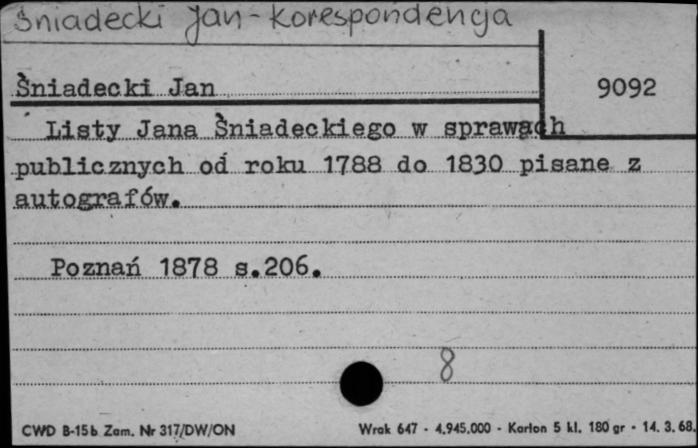 Śniadecki Jan - korespondencja
Śniadecki Jan
9092
Listy Jana Śniadeckiego w sprawach
publicznych od roku 1788 do 1830 pisane z
autografów.
Poznań 1878 s.206.
8
CWD B-15b Zam. Nr 317/DW/ON
Wrak 647 - 4.945.000 - Karton 5 kl. 180 gr - 14. 3. 68.